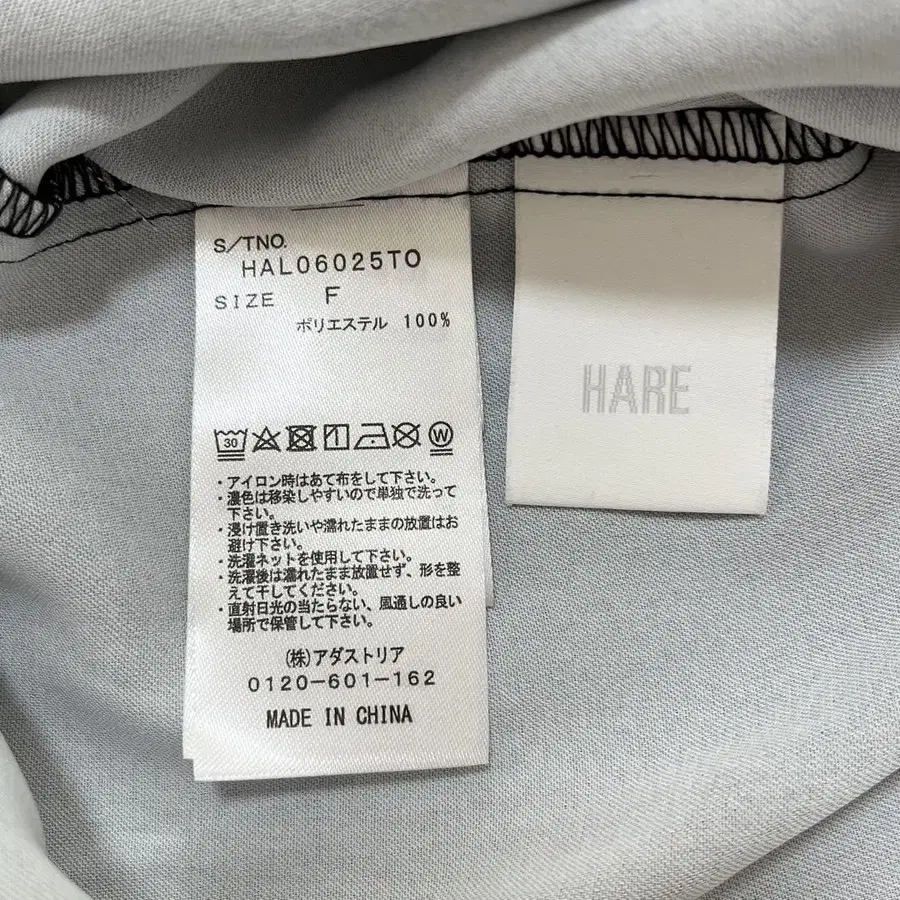 S/TNO.
HAL06025TO
SIZE F
ポリエステル 100%
30
W
・アイロン時はあて布をして下さい。
・濃色は移染しやすいので単独で洗って
下さい。
・浸け置き洗いや濡れたままの放置はお
避け下さい。
・洗濯ネットを使用して下さい。
・洗濯後は濡れたまま放置せず、形を整
えて干してください。
・直射日光の当たらない、風通しの良い
場所で保管して下さい。
(株)アダストリア
0120-601-162
MADE IN CHINA
HARE